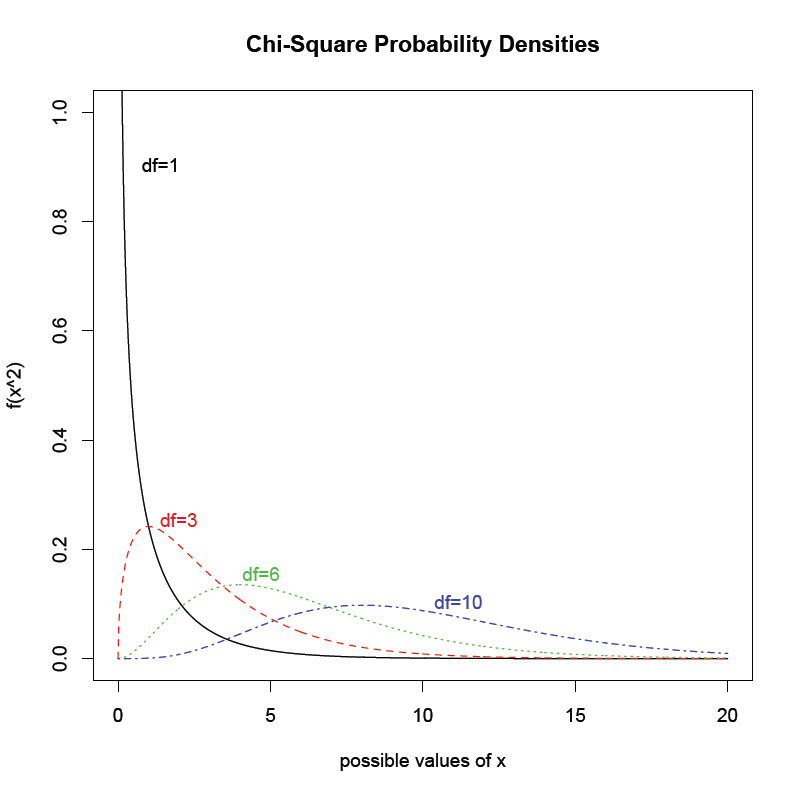 Chi-Square Probability Densities
1.0
df=1
0.8
0.6
f(x^2)
0.4
df=3
0.2
df=6
df=10
0.0
0 5 10 15 20
possible values of x